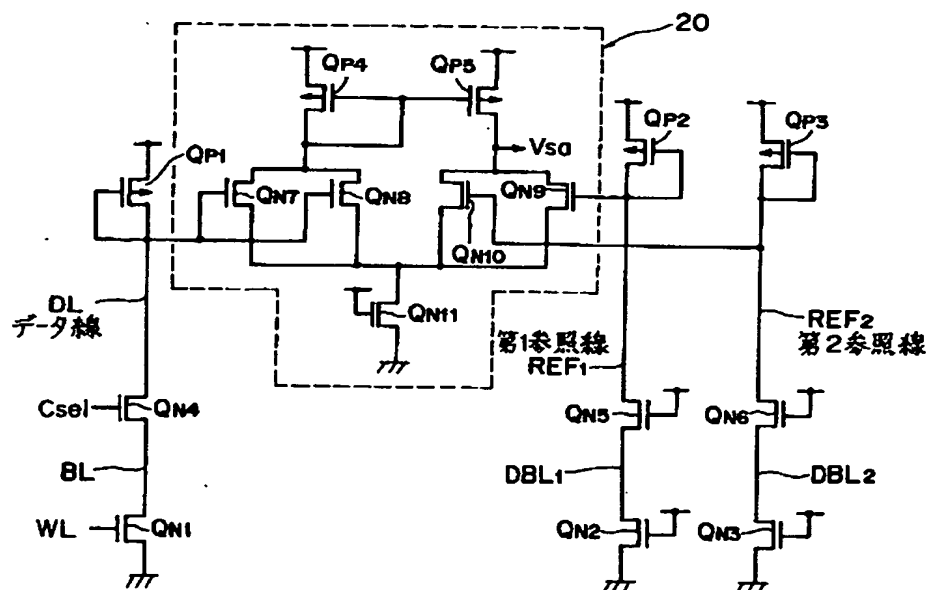 20
QP4
QP5
QP2
QP3
QP1
Vsa
QN7
QN8
QN9
QN10
QN11
DL
データ線
第1参照線
REF1
REF2
第2参照線
Csel
QN4
QN5
QN6
BL
DBL1
DBL2
WL
QN1
QN2
QN3